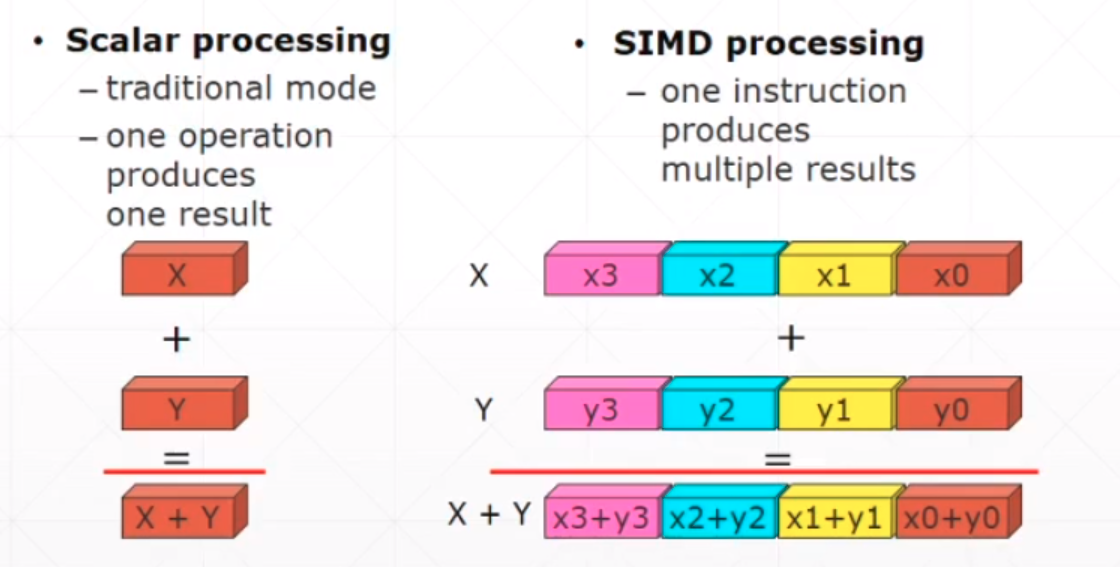 • Scalar processing
– traditional mode
– one operation
produces
one result
X
+
Y
=
X + Y
• SIMD processing
– one instruction
produces
multiple results
X x3 x2 x1 x0
+
Y y3 y2 y1 y0
=
X + Y x3+y3 x2+y2 x1+y1 x0+y0